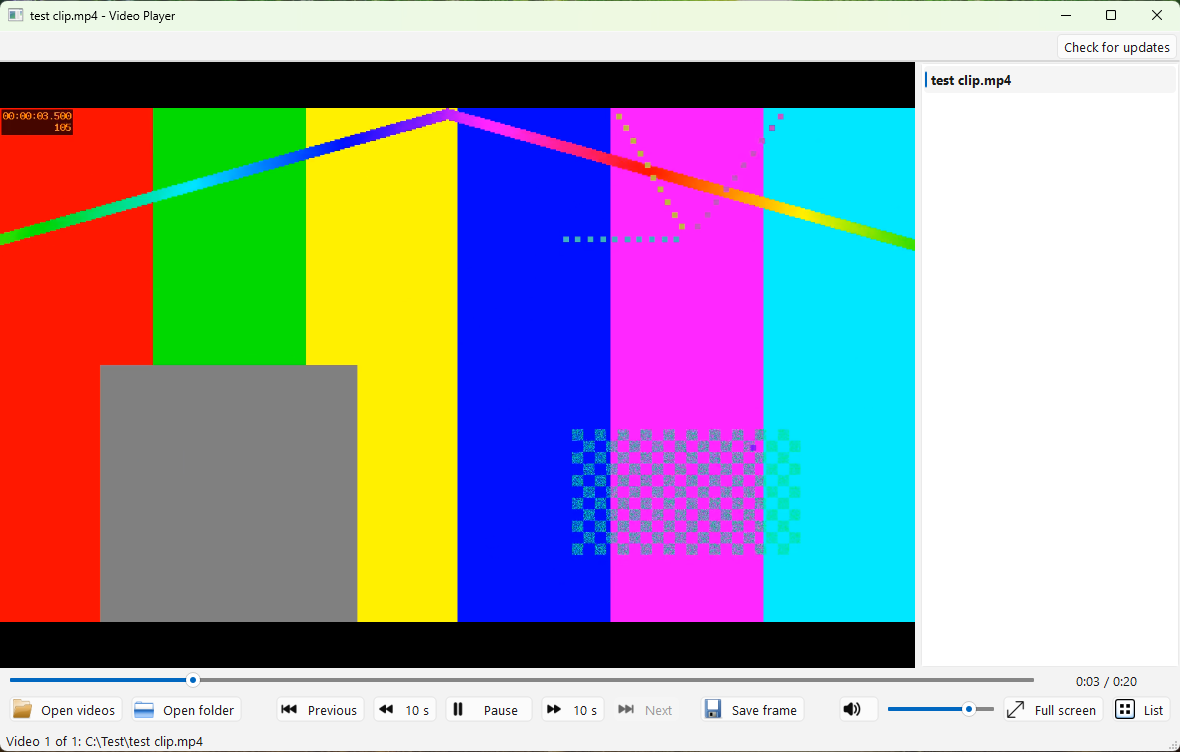 test clip.mp4 - Video Player
Check for updates
00:00:03.500
105
test clip.mp4
0:03 / 0:20
Open videos Open folder Previous 10 s Pause 10 s Next Save frame Full screen List
Video 1 of 1: C:\Test\test clip.mp4